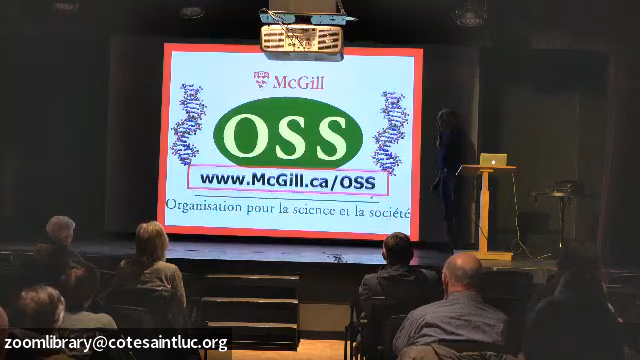 McGill
OSS
www.McGill.ca/OSS
Organisation pour la science et la société
zoomlibrary@cotesaintluc.org